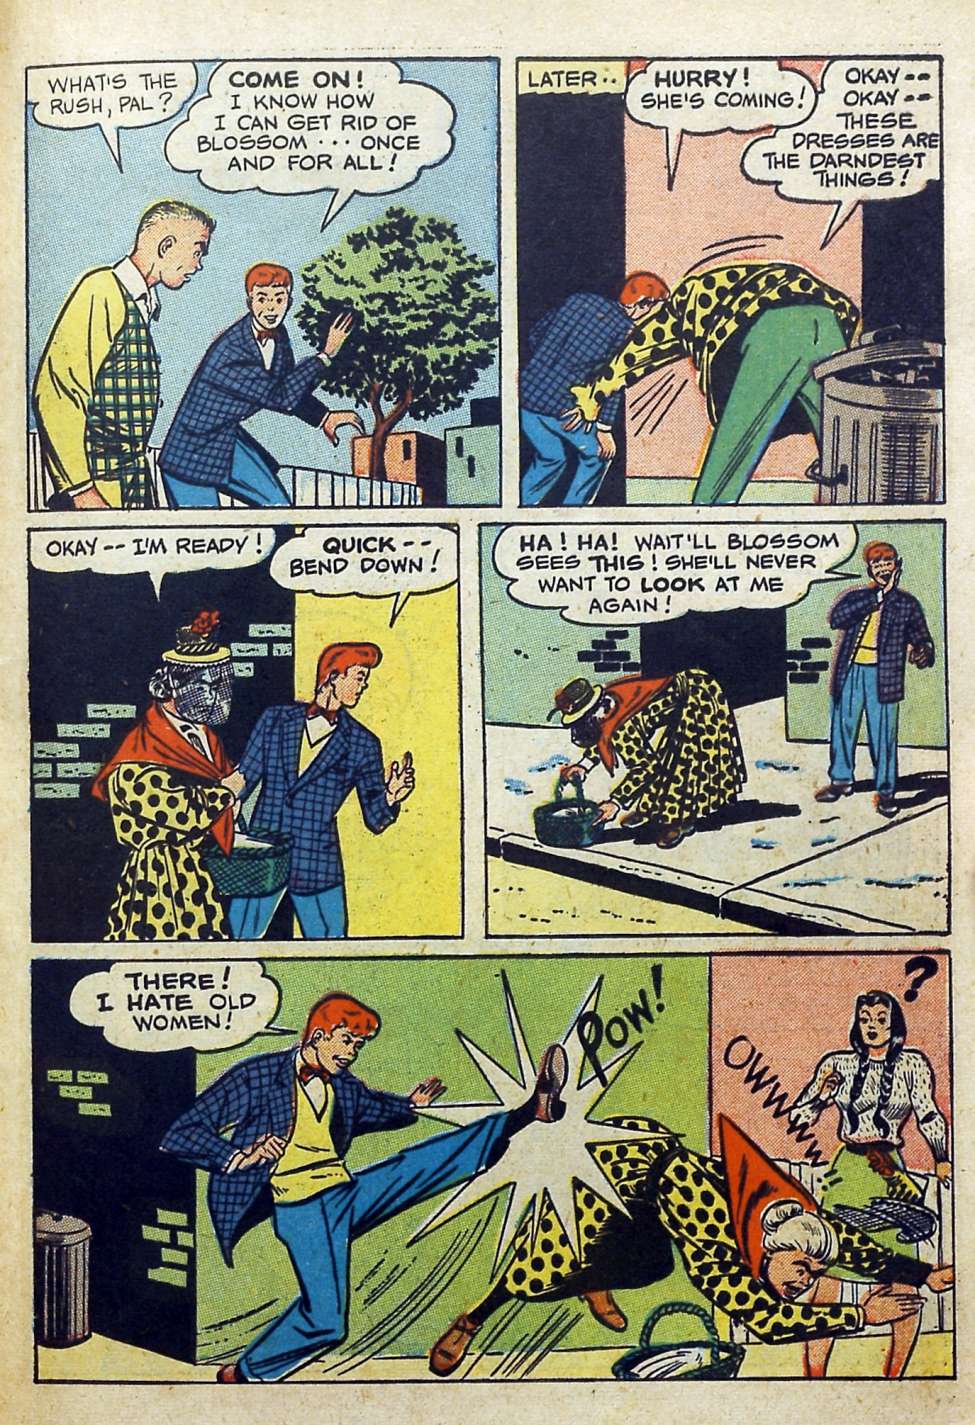 WHAT'S THE
RUSH, PAL?
COME ON!
I KNOW HOW
I CAN GET RID OF
BLOSSOM ··· ONCE
AND FOR ALL!
LATER··
HURRY!
SHE'S COMING!
OKAY--
OKAY--
THESE
DRESSES ARE
THE DARNDEST
THINGS!
OKAY-- I'M READY!
QUICK--
BEND DOWN!
HA! HA! WAIT'LL BLOSSOM
SEES THIS! SHE'LL NEVER
WANT TO LOOK AT ME
AGAIN!
THERE!
I HATE OLD
WOMEN!
POW!
OWWWWW!!
?